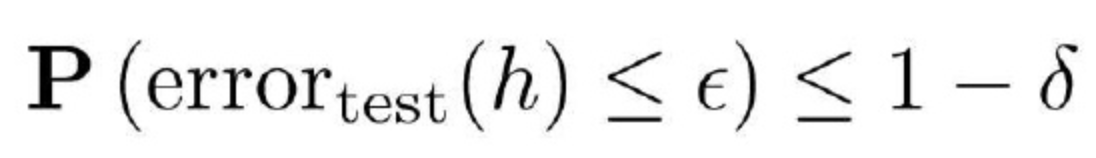 P (error_test(h) ≤ ϵ) ≤ 1 − δ